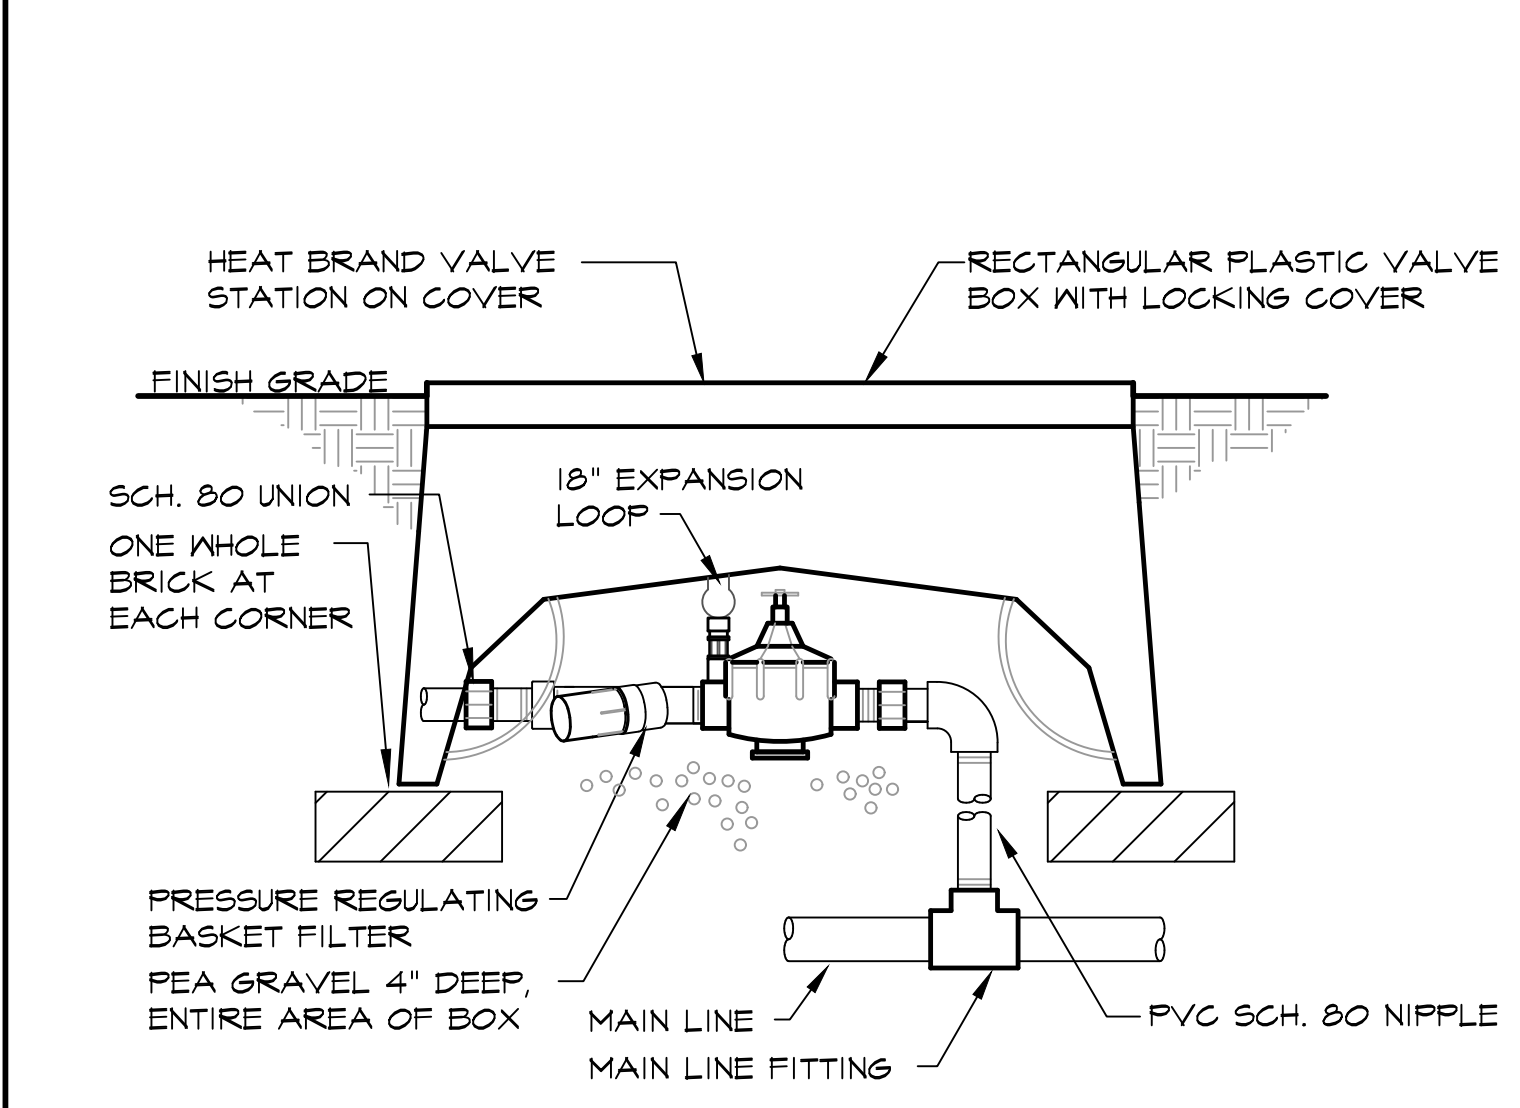 HEAT BRAND VALVE
STATION ON COVER
RECTANGULAR PLASTIC VALVE
BOX WITH LOCKING COVER
FINISH GRADE
18" EXPANSION
LOOP
SCH. 80 UNION
ONE WHOLE
BRICK AT
EACH CORNER
PRESSURE REGULATING
BASKET FILTER
PEA GRAVEL 4" DEEP,
ENTIRE AREA OF BOX
MAIN LINE
MAIN LINE FITTING
PVC SCH. 80 NIPPLE